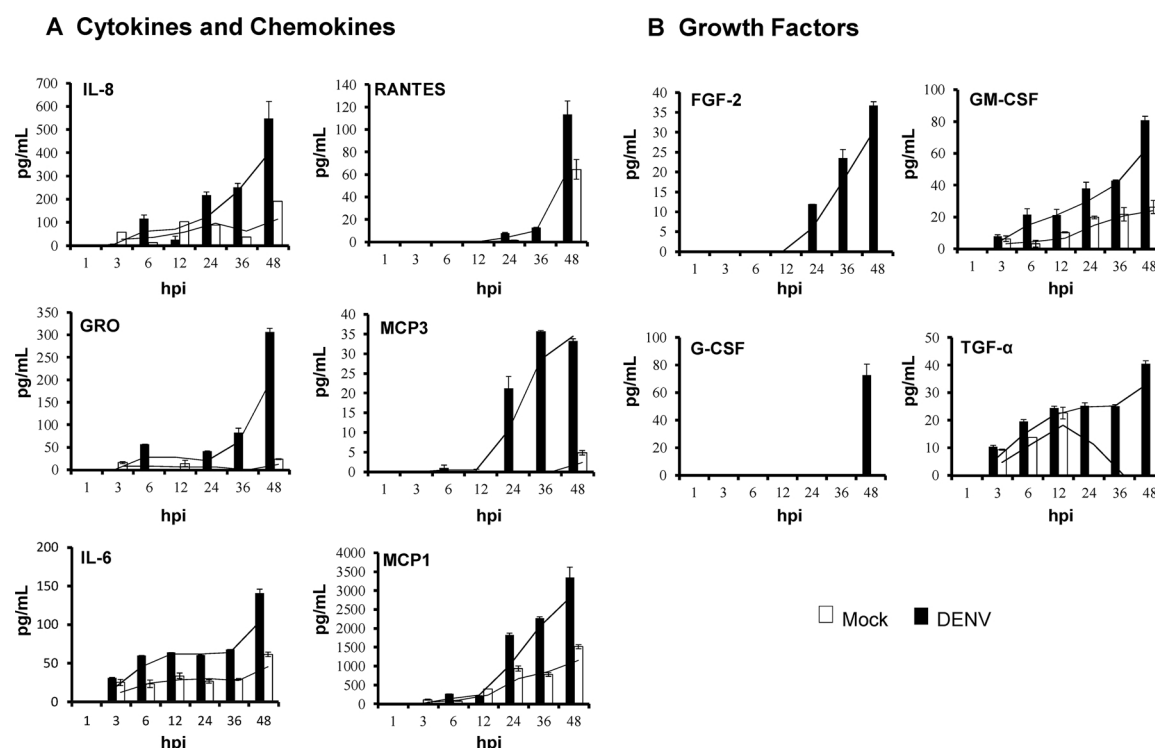 A Cytokines and Chemokines
B Growth Factors
IL-8
pg/mL
700
600
500
400
300
200
100
0
1 3 6 12 24 36 48
hpi
RANTES
pg/mL
140
120
100
80
60
40
20
0
1 3 6 12 24 36 48
hpi
GRO
pg/mL
350
300
250
200
150
100
50
0
1 3 6 12 24 36 48
hpi
MCP3
pg/mL
40
35
30
25
20
15
10
5
0
1 3 6 12 24 36 48
hpi
IL-6
pg/mL
200
150
100
50
0
1 3 6 12 24 36 48
hpi
MCP1
pg/mL
4000
3500
3000
2500
2000
1500
1000
500
0
1 3 6 12 24 36 48
hpi
FGF-2
pg/mL
40
35
30
25
20
15
10
5
0
1 3 6 12 24 36 48
hpi
GM-CSF
pg/mL
100
80
60
40
20
0
1 3 6 12 24 36 48
hpi
G-CSF
pg/mL
100
80
60
40
20
0
1 3 6 12 24 36 48
hpi
TGF-α
pg/mL
50
40
30
20
10
0
1 3 6 12 24 36 48
hpi
Mock DENV